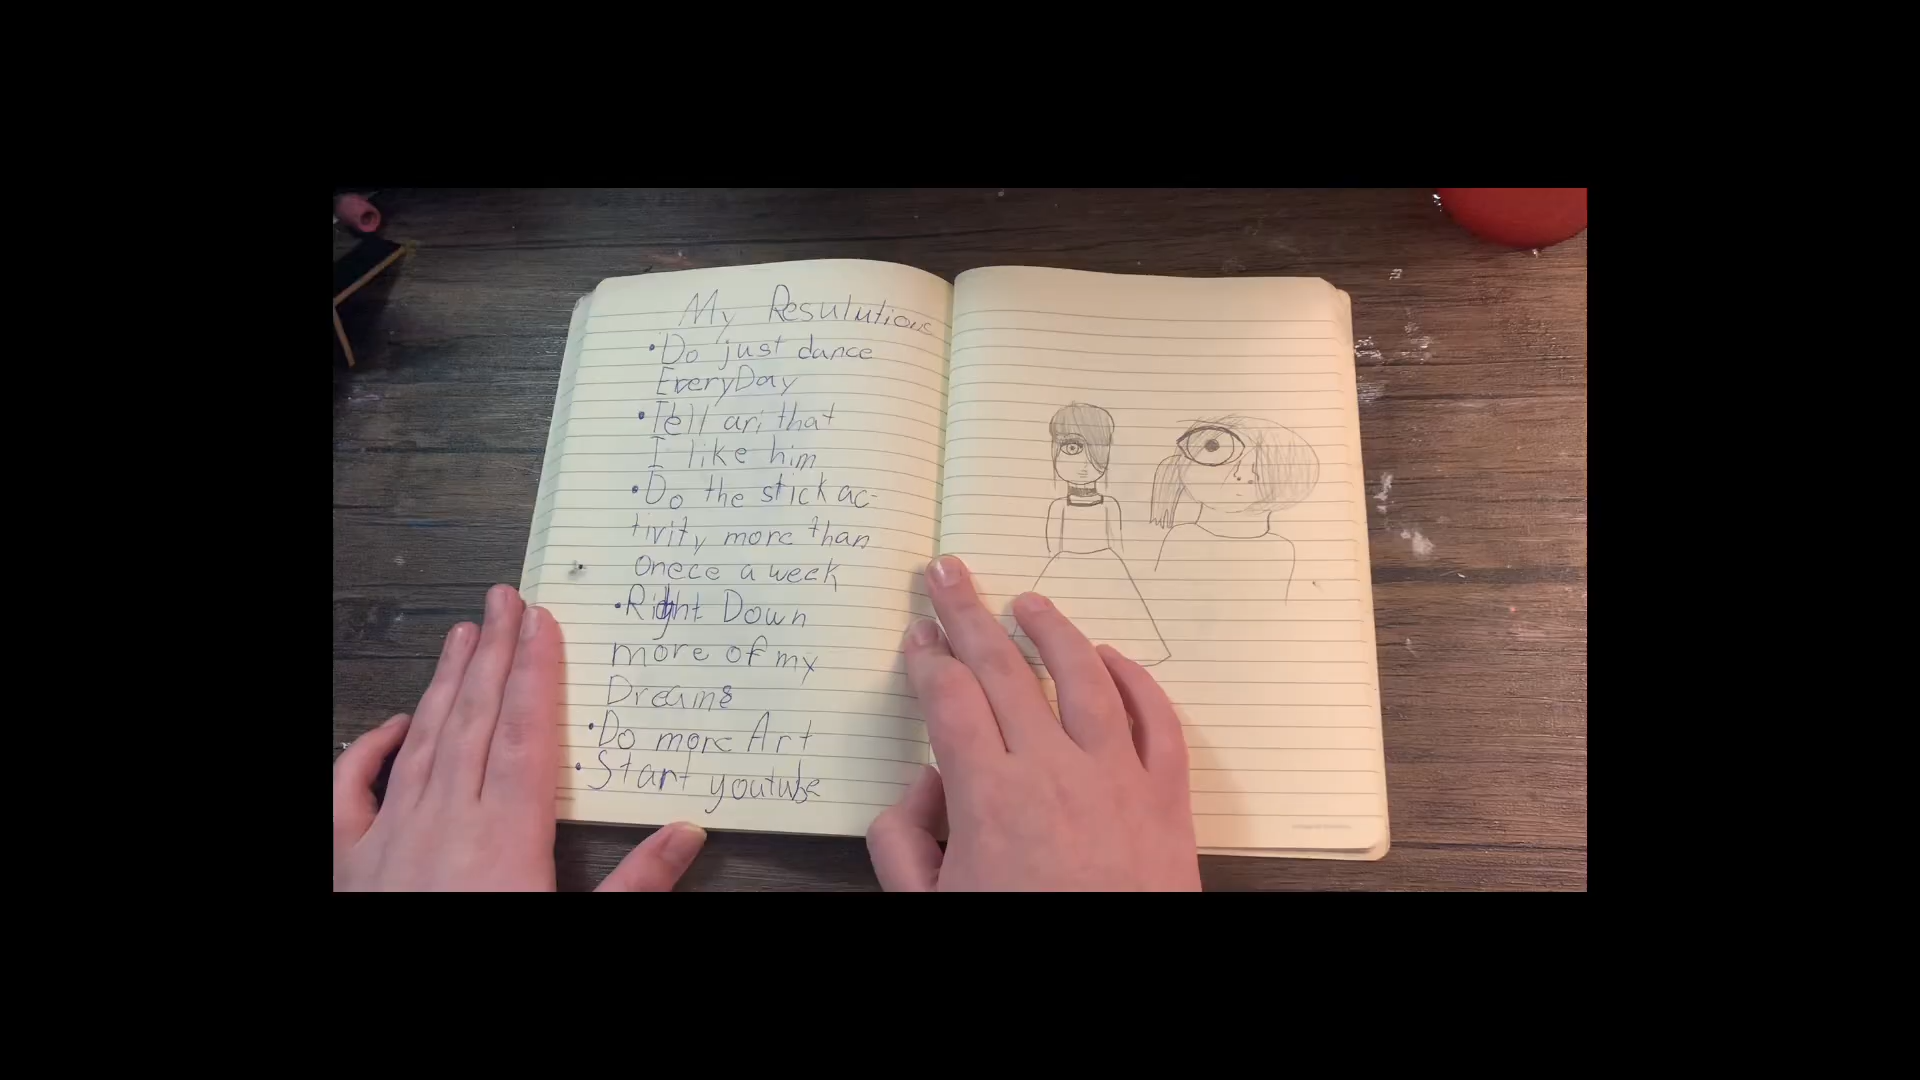 My Resulutions
•Do just dance
EveryDay
•Tell ari that
I like him
•Do the stick ac-
tivity more than
onece a week
•Right Down
more of my
Dreams
•Do more Art
•Start youtube